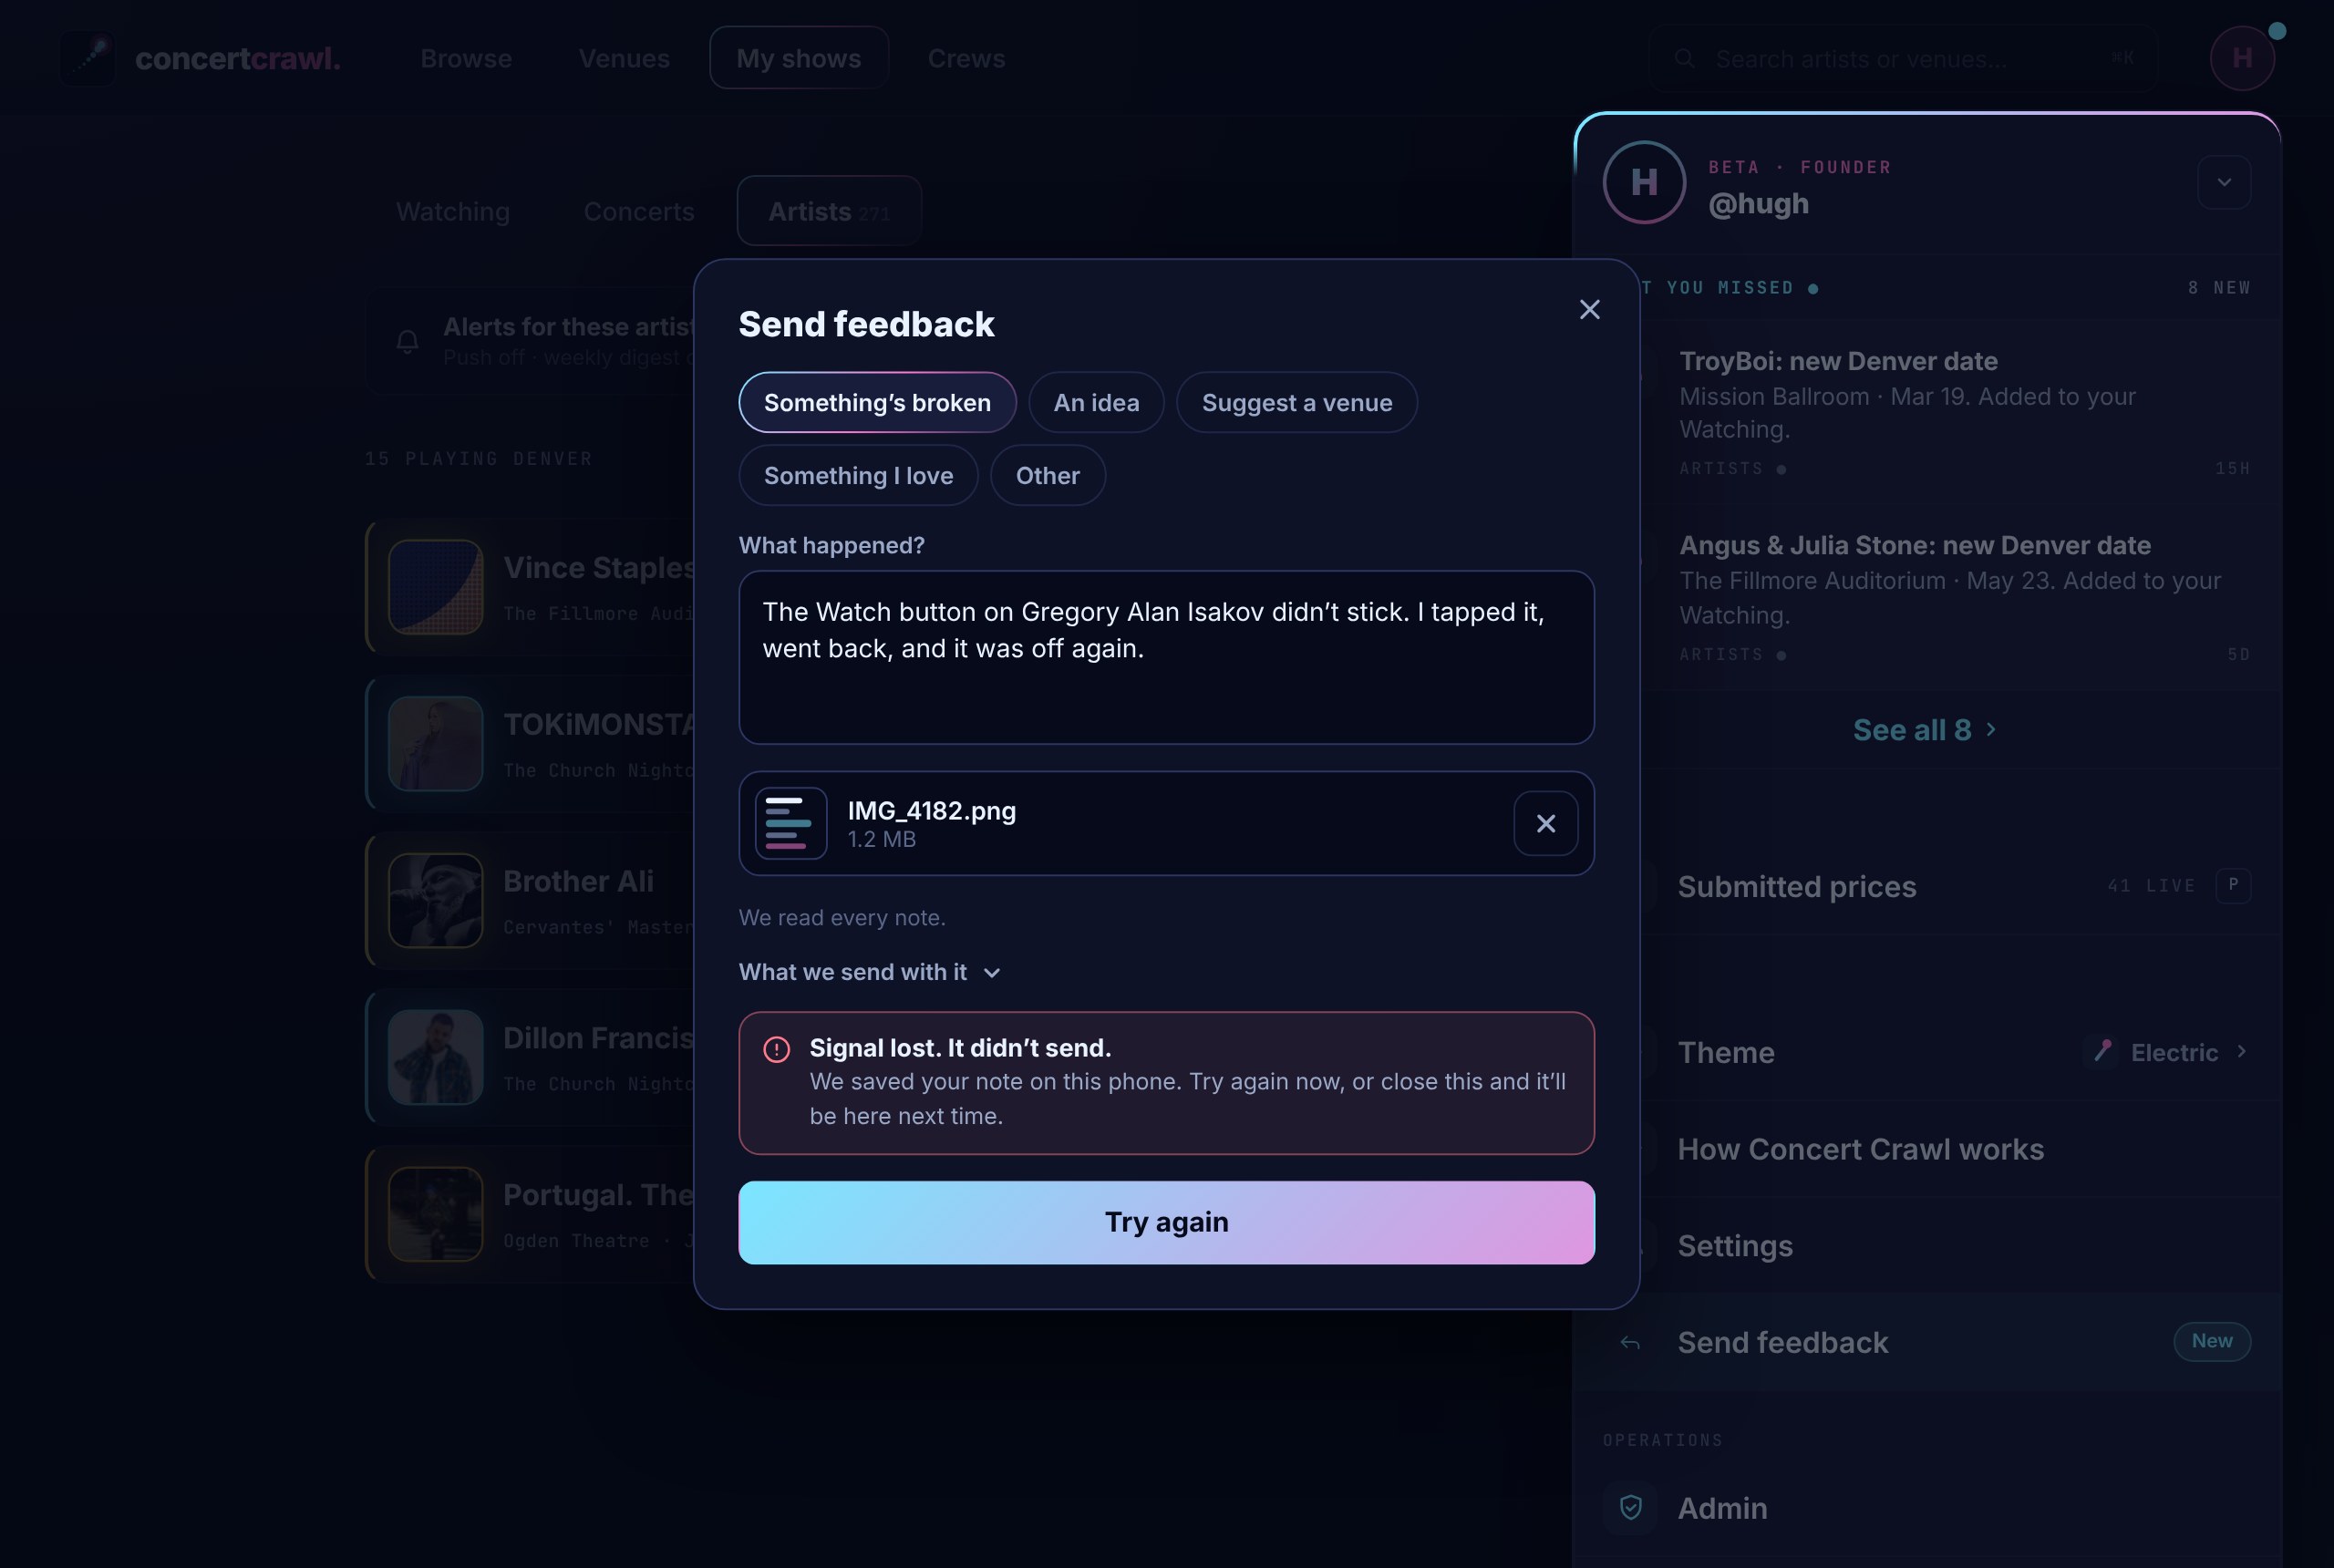 concertcrawl.
Browse
Venues
My shows
Crews
Search artists or venues...
⌘K
H
Watching
Concerts
Artists 271
Alerts for these artist
Push off · weekly digest
15 PLAYING DENVER
Vince Staples
The Fillmore Audi
TOKiMONSTA
The Church Nightc
Brother Ali
Cervantes' Master
Dillon Francis
The Church Nightc
Portugal. The
Ogden Theatre · J
Send feedback
Something’s broken
An idea
Suggest a venue
Something I love
Other
What happened?
The Watch button on Gregory Alan Isakov didn’t stick. I tapped it,
went back, and it was off again.
IMG_4182.png
1.2 MB
We read every note.
What we send with it
Signal lost. It didn’t send.
We saved your note on this phone. Try again now, or close this and it’ll
be here next time.
Try again
H
BETA · FOUNDER
@hugh
T YOU MISSED
8 NEW
TroyBoi: new Denver date
Mission Ballroom · Mar 19. Added to your
Watching.
ARTISTS
15H
Angus & Julia Stone: new Denver date
The Fillmore Auditorium · May 23. Added to your
Watching.
ARTISTS
5D
See all 8
Submitted prices
41 LIVE
P
Theme
Electric
How Concert Crawl works
Settings
Send feedback
New
OPERATIONS
Admin